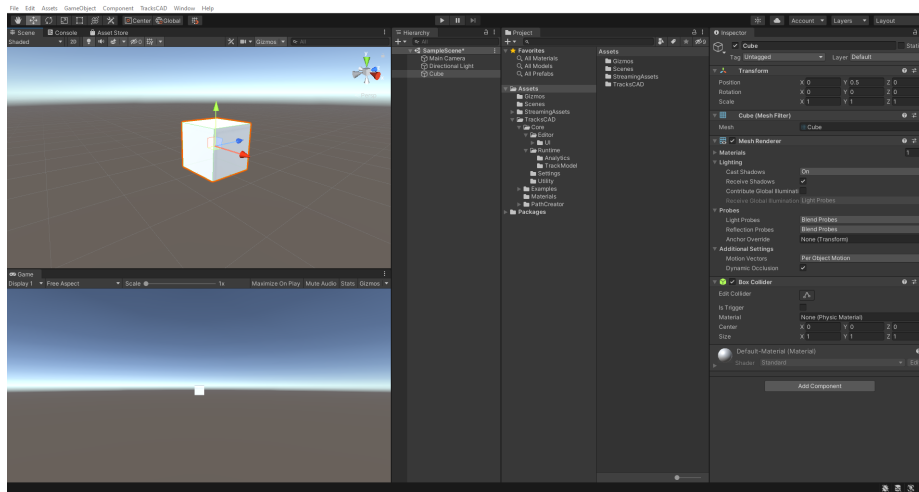 File Edit Assets GameObject Component TracksCAD Window Help
Center Global
Account Layers Layout
Scene Console Asset Store
Shaded 2D Gizmos All
Persp
Game
Display 1 Free Aspect Scale 1x Maximize On Play Mute Audio Stats Gizmos
Hierarchy
All
SampleScene*
Main Camera
Directional Light
Cube
Project
Favorites
All Materials
All Models
All Prefabs
Assets
Gizmos
Scenes
StreamingAssets
TracksCAD
Core
Editor
UI
Runtime
Analytics
TrackModel
Settings
Utility
Examples
Materials
PathCreator
Packages
Assets
Gizmos
Scenes
StreamingAssets
TracksCAD
Inspector
Cube Stati
Tag Untagged Layer Default
Transform
Position X 0 Y 0.5 Z 0
Rotation X 0 Y 0 Z 0
Scale X 1 Y 1 Z 1
Cube (Mesh Filter)
Mesh Cube
Mesh Renderer
Materials 1
Lighting
Cast Shadows On
Receive Shadows
Contribute Global Illuminati
Receive Global Illumination Light Probes
Probes
Light Probes Blend Probes
Reflection Probes Blend Probes
Anchor Override None (Transform)
Additional Settings
Motion Vectors Per Object Motion
Dynamic Occlusion
Box Collider
Edit Collider
Is Trigger
Material None (Physic Material)
Center X 0 Y 0 Z 0
Size X 1 Y 1 Z 1
Default-Material (Material)
Shader Standard Edi
Add Component